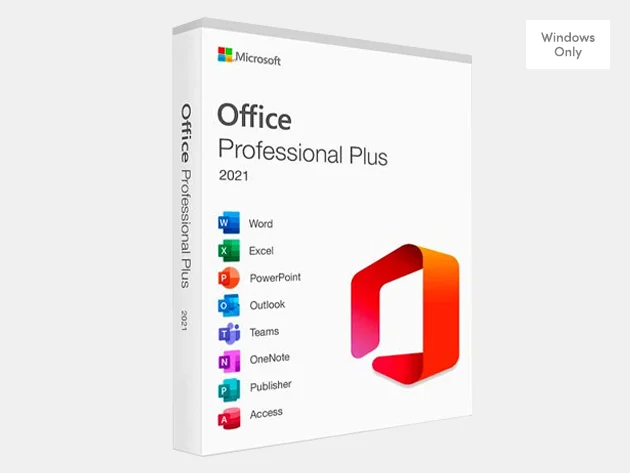 Windows
Only
Microsoft
Office
Professional Plus
2021
W Word
X Excel
P PowerPoint
O Outlook
T Teams
N OneNote
P Publisher
A Access
Office Professional Plus 2021